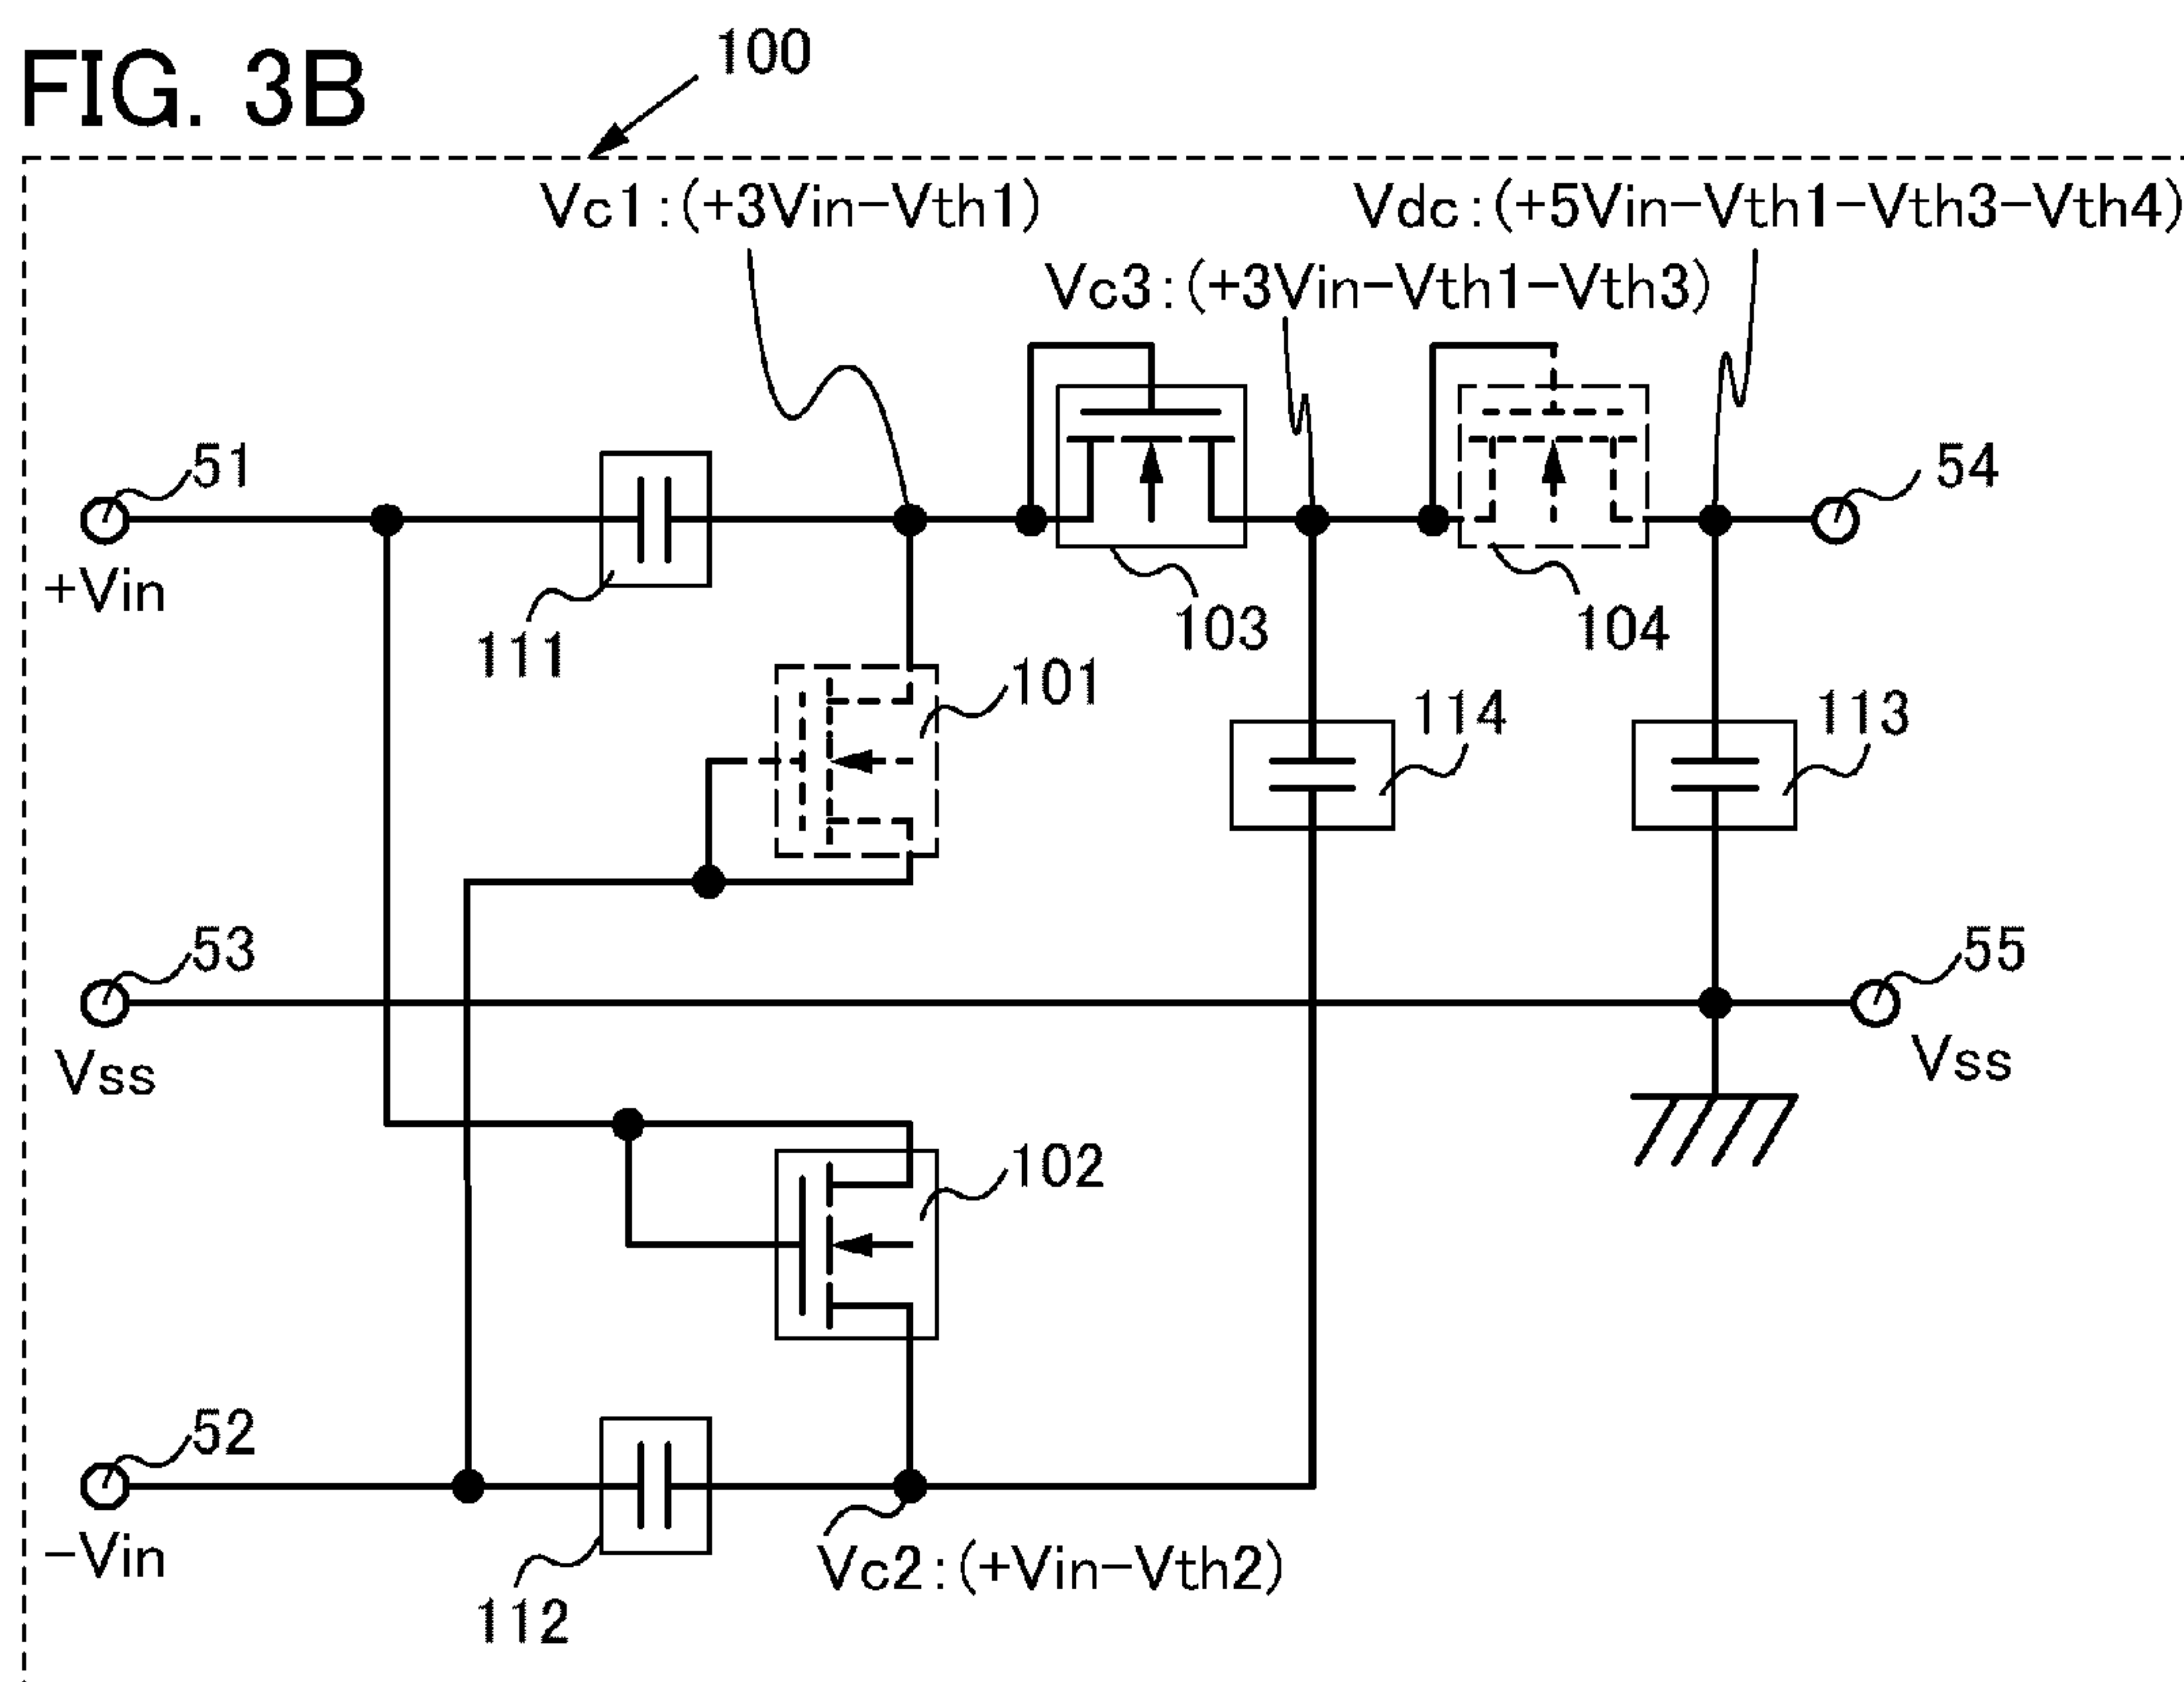 FIG. 3B
100
Vc1:(+3Vin-Vth1)
Vdc:(+5Vin-Vth1-Vth3-Vth4)
Vc3:(+3Vin-Vth1-Vth3)
51
54
+Vin
111
103
104
101
114
113
53
55
Vss
Vss
102
52
-Vin
112
Vc2:(+Vin-Vth2)